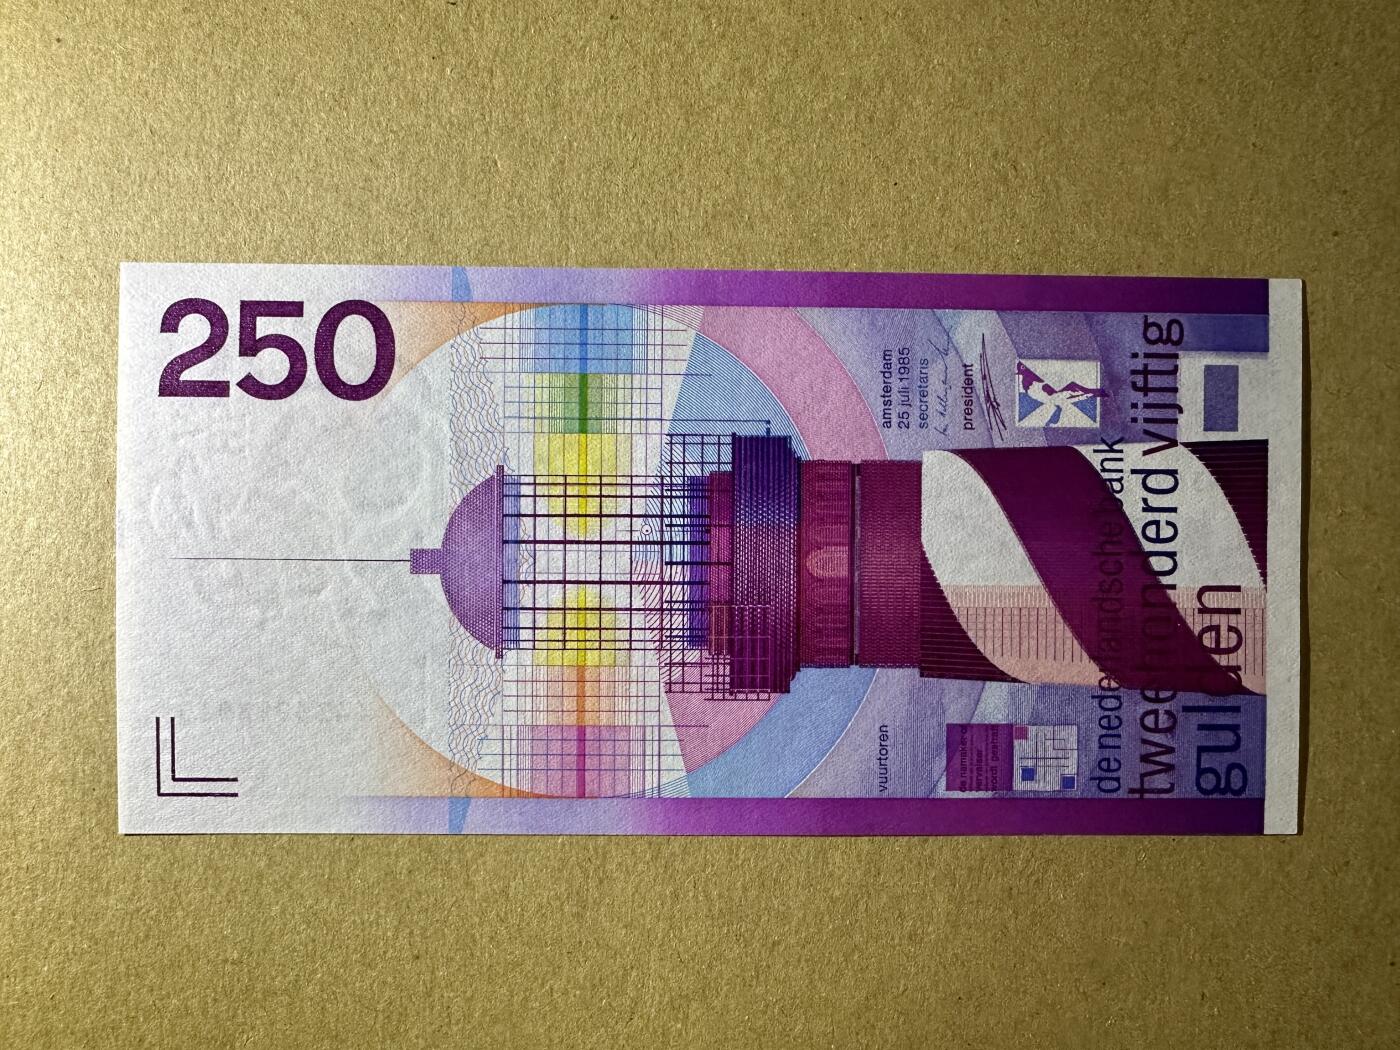 250
amsterdam
25 juli 1985
secretaris
president
vuurtoren
de nederlandsche bank
tweehonderd vijftig
gulden